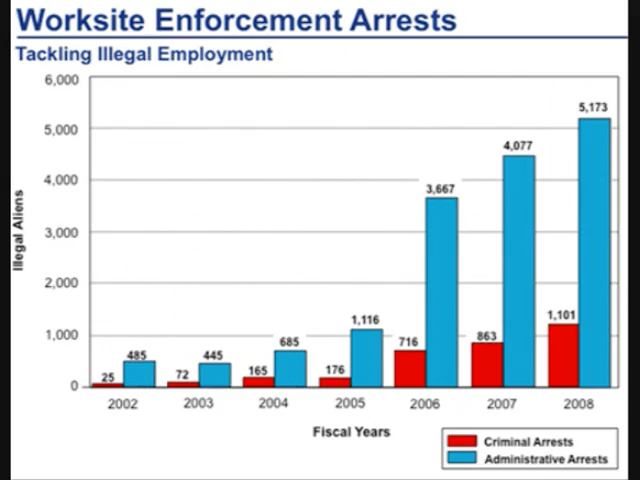 Worksite Enforcement Arrests
Tackling Illegal Employment
6,000
5,000
4,000
3,000
2,000
1,000
0
Illegal Aliens
25 485
72 445
165 685
176 1,116
716 3,667
863 4,077
1,101 5,173
2002 2003 2004 2005 2006 2007 2008
Fiscal Years
Criminal Arrests
Administrative Arrests